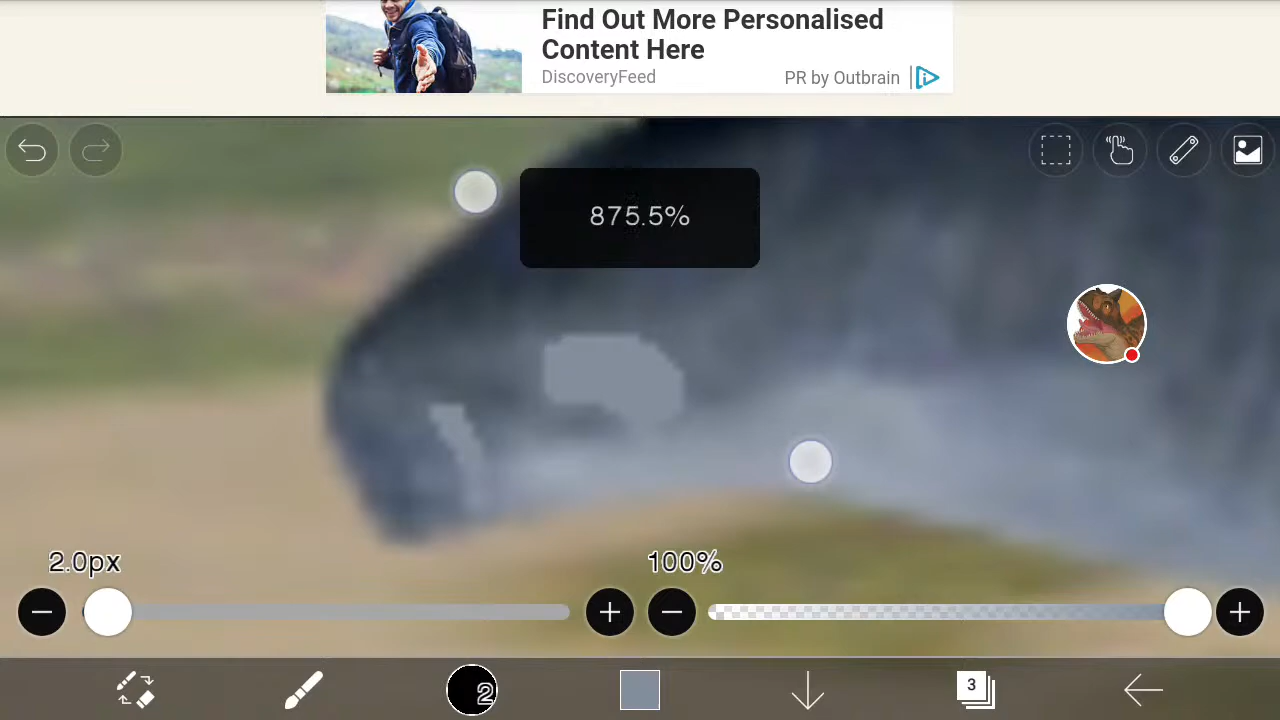 Find Out More Personalised
Content Here
DiscoveryFeed
PR by Outbrain
875.5%
2.0px
100%
2
3